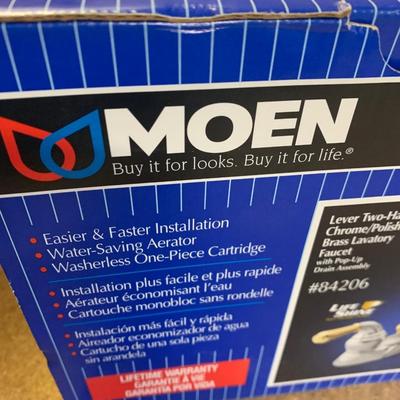 MOEN
Buy it for looks. Buy it for life.®
• Easier & Faster Installation
• Water-Saving Aerator
• Washerless One-Piece Cartridge
• Installation plus facile et plus rapide
• Aérateur économisant l'eau
• Cartouche monobloc sans rondelle
• Instalación más fácil y rápida
• Aireador economizador de agua
• Cartucho de una sola pieza
sin arandela
LIFETIME WARRANTY
GARANTIE À VIE
GARANTÍA POR VIDA
Lever Two-Ha
Chrome/Polish
Brass Lavatory
Faucet
with Pop-Up
Drain Assembly
#84206
LIFE
SHINE